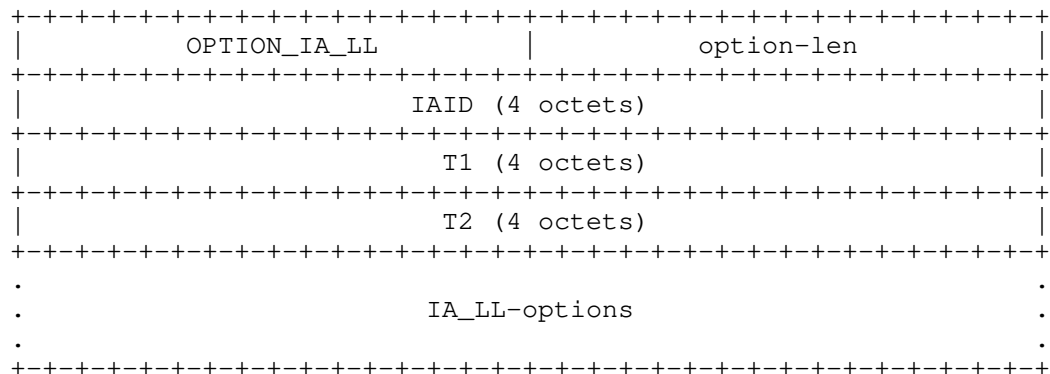 +-+-+-+-+-+-+-+-+-+-+-+-+-+-+-+-+-+-+-+-+-+-+-+-+-+-+-+-+-+-+-+-+
|          OPTION_IA_LL         |          option-len           |
+-+-+-+-+-+-+-+-+-+-+-+-+-+-+-+-+-+-+-+-+-+-+-+-+-+-+-+-+-+-+-+-+
|                        IAID (4 octets)                        |
+-+-+-+-+-+-+-+-+-+-+-+-+-+-+-+-+-+-+-+-+-+-+-+-+-+-+-+-+-+-+-+-+
|                          T1 (4 octets)                        |
+-+-+-+-+-+-+-+-+-+-+-+-+-+-+-+-+-+-+-+-+-+-+-+-+-+-+-+-+-+-+-+-+
|                          T2 (4 octets)                        |
+-+-+-+-+-+-+-+-+-+-+-+-+-+-+-+-+-+-+-+-+-+-+-+-+-+-+-+-+-+-+-+-+
.                                                               .
.                         IA_LL-options                         .
.                                                               .
+-+-+-+-+-+-+-+-+-+-+-+-+-+-+-+-+-+-+-+-+-+-+-+-+-+-+-+-+-+-+-+-+